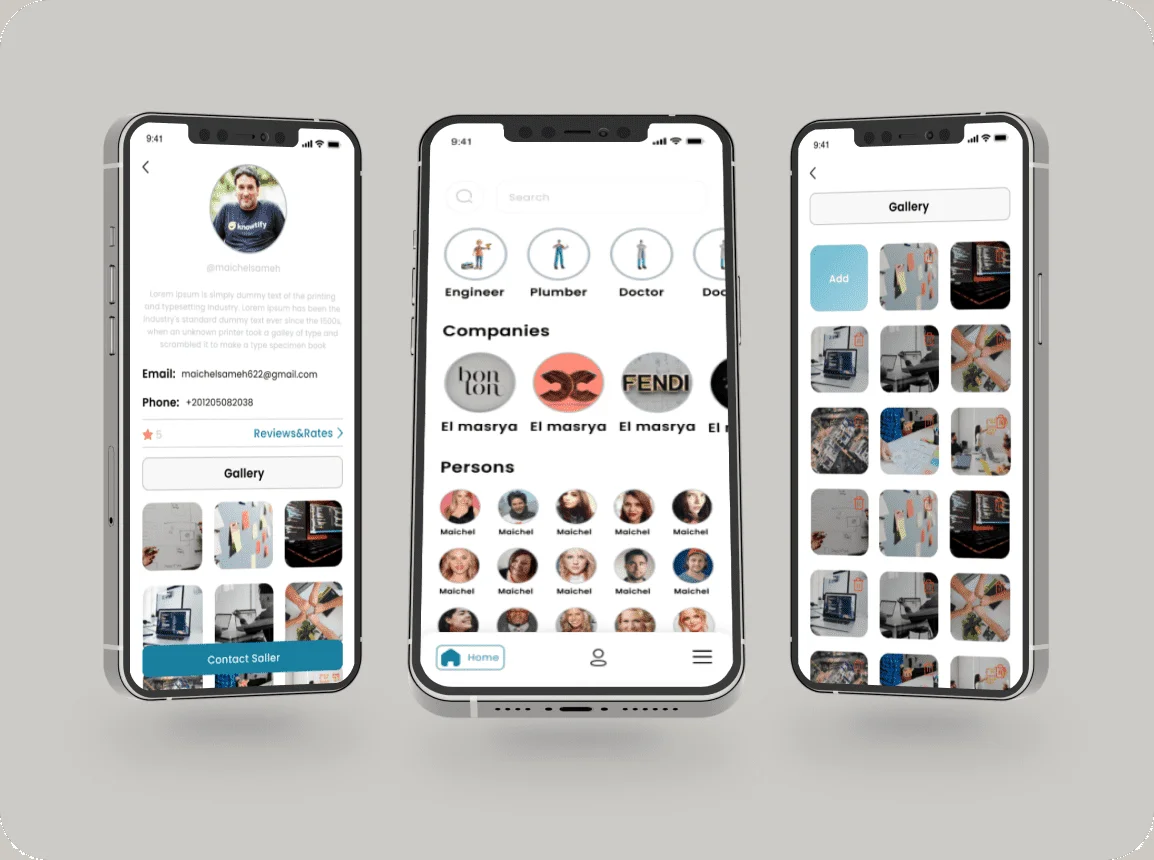 9:41
knowtify
@maichelsameh
Lorem Ipsum is simply dummy text of the printing
and typesetting industry. Lorem Ipsum has been the
industry's standard dummy text ever since the 1500s,
when an unknown printer took a galley of type and
scrambled it to make a type specimen book
Email: maichelsameh622@gmail.com
Phone: +201205082038
5
Reviews&Rates
Gallery
Contact Saller
9:41
Search
Engineer Plumber Doctor Doc
Companies
bon
ton
FENDI
El masrya El masrya El masrya El
Persons
Maichel Maichel Maichel Maichel Maichel
Maichel Maichel Maichel Maichel Maichel
Home
9:41
Gallery
Add